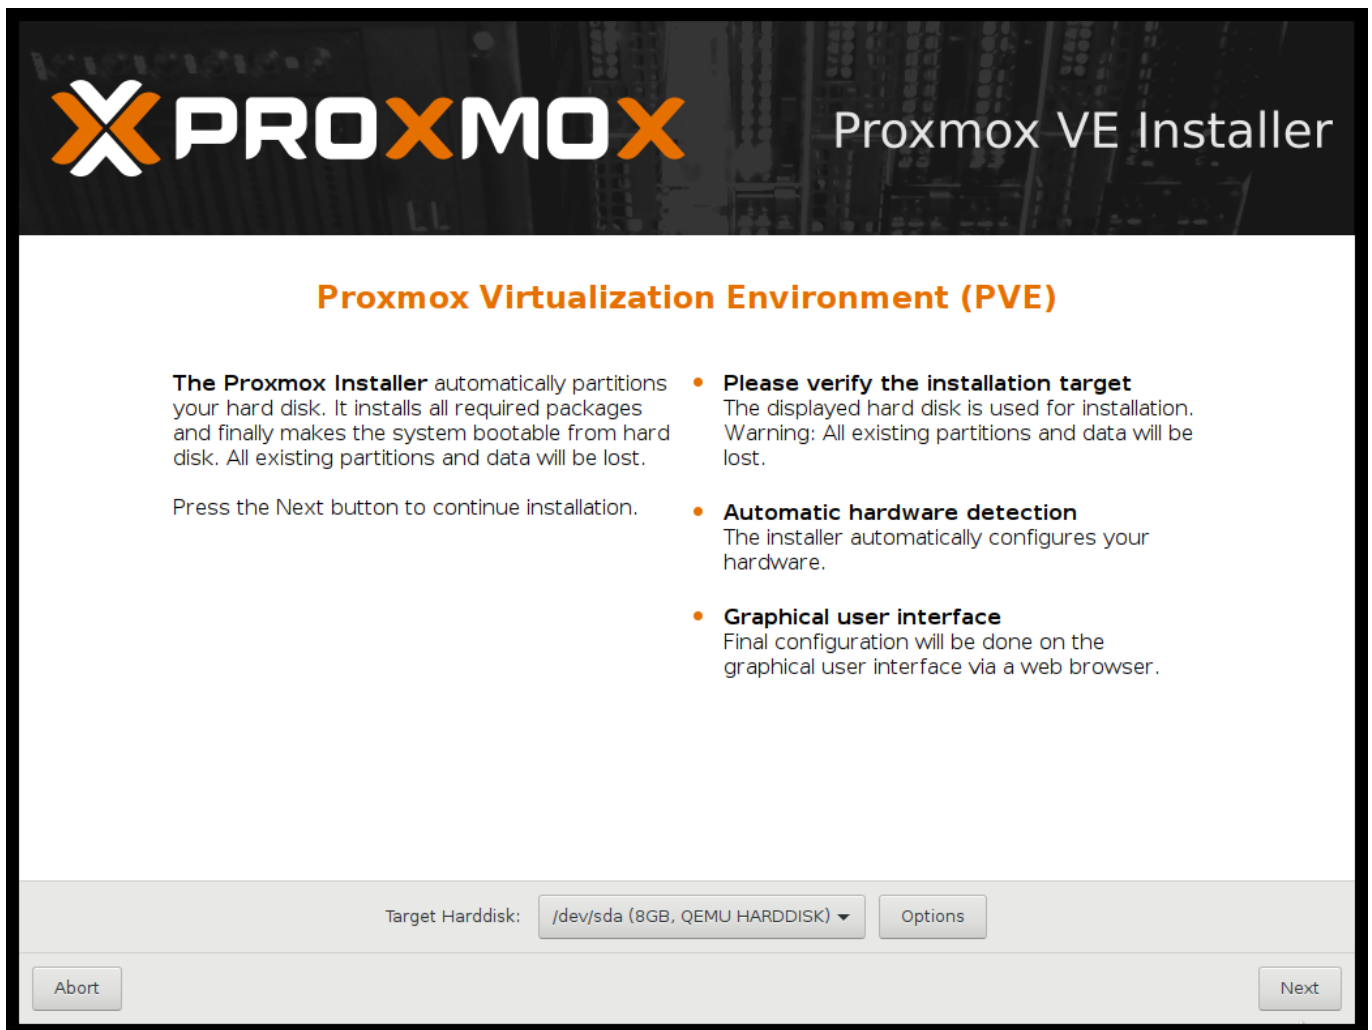 PROXMOX
Proxmox VE Installer
Proxmox Virtualization Environment (PVE)
The Proxmox Installer automatically partitions
your hard disk. It installs all required packages
and finally makes the system bootable from hard
disk. All existing partitions and data will be lost.
Press the Next button to continue installation.
• Please verify the installation target
The displayed hard disk is used for installation.
Warning: All existing partitions and data will be
lost.
• Automatic hardware detection
The installer automatically configures your
hardware.
• Graphical user interface
Final configuration will be done on the
graphical user interface via a web browser.
Target Harddisk: /dev/sda (8GB, QEMU HARDDISK) Options
Abort Next